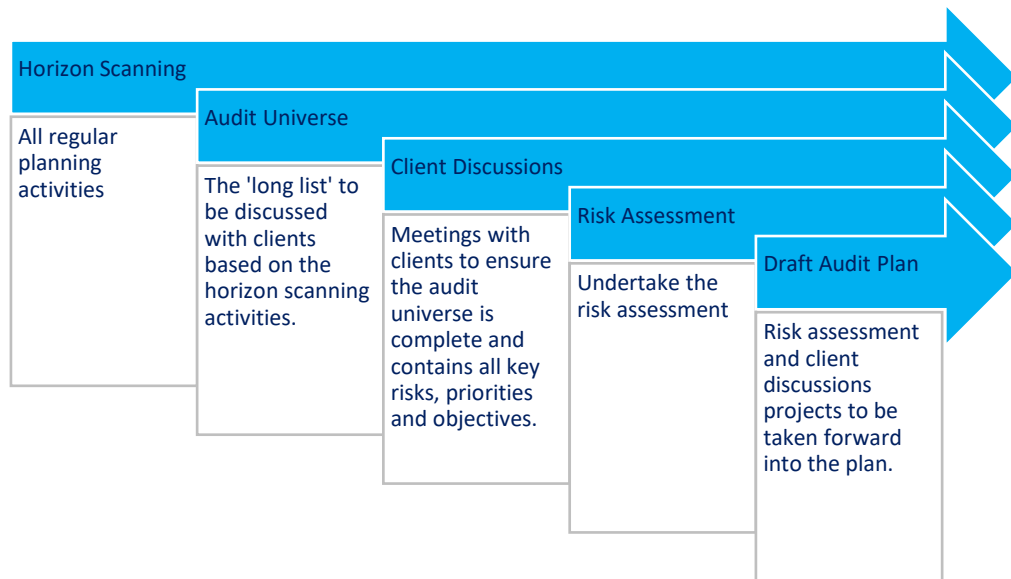 Horizon Scanning
All regular
planning
activities
Audit Universe
The 'long list' to
be discussed
with clients
based on the
horizon scanning
activities.
Client Discussions
Meetings with
clients to ensure
the audit
universe is
complete and
contains all key
risks, priorities
and objectives.
Risk Assessment
Undertake the
risk assessment
Draft Audit Plan
Risk assessment
and client
discussions
projects to be
taken forward
into the plan.